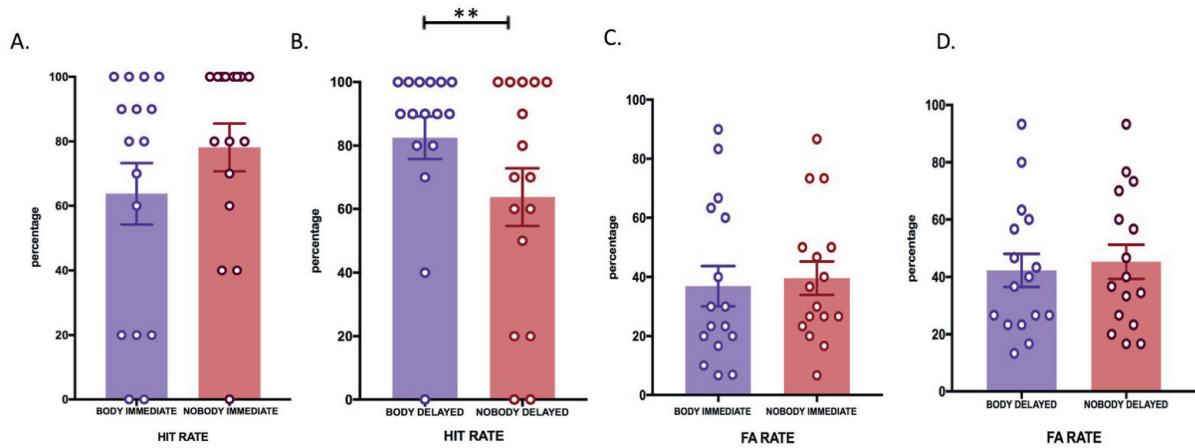 A.
percentage
100
80
60
40
20
0
BODY IMMEDIATE NOBODY IMMEDIATE
HIT RATE
B.
**
percentage
100
80
60
40
20
0
BODY DELAYED NOBODY DELAYED
HIT RATE
C.
percentage
100
80
60
40
20
0
BODY IMMEDIATE NOBODY IMMEDIATE
FA RATE
D.
percentage
100
80
60
40
20
0
BODY DELAYED NOBODY DELAYED
FA RATE